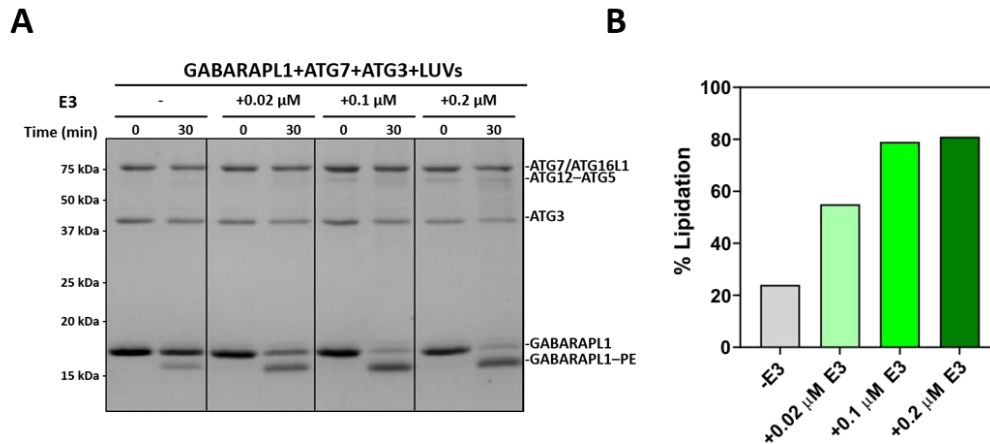 A
GABARAPL1+ATG7+ATG3+LUVs
E3 - +0.02 µM +0.1 µM +0.2 µM
Time (min) 0 30 0 30 0 30 0 30
75 kDa
50 kDa
37 kDa
25 kDa
20 kDa
15 kDa
-ATG7/ATG16L1
-ATG12–ATG5
-ATG3
-GABARAPL1
-GABARAPL1–PE
B
% Lipidation
100
80
60
40
20
0
-E3
+0.02 µM E3
+0.1 µM E3
+0.2 µM E3